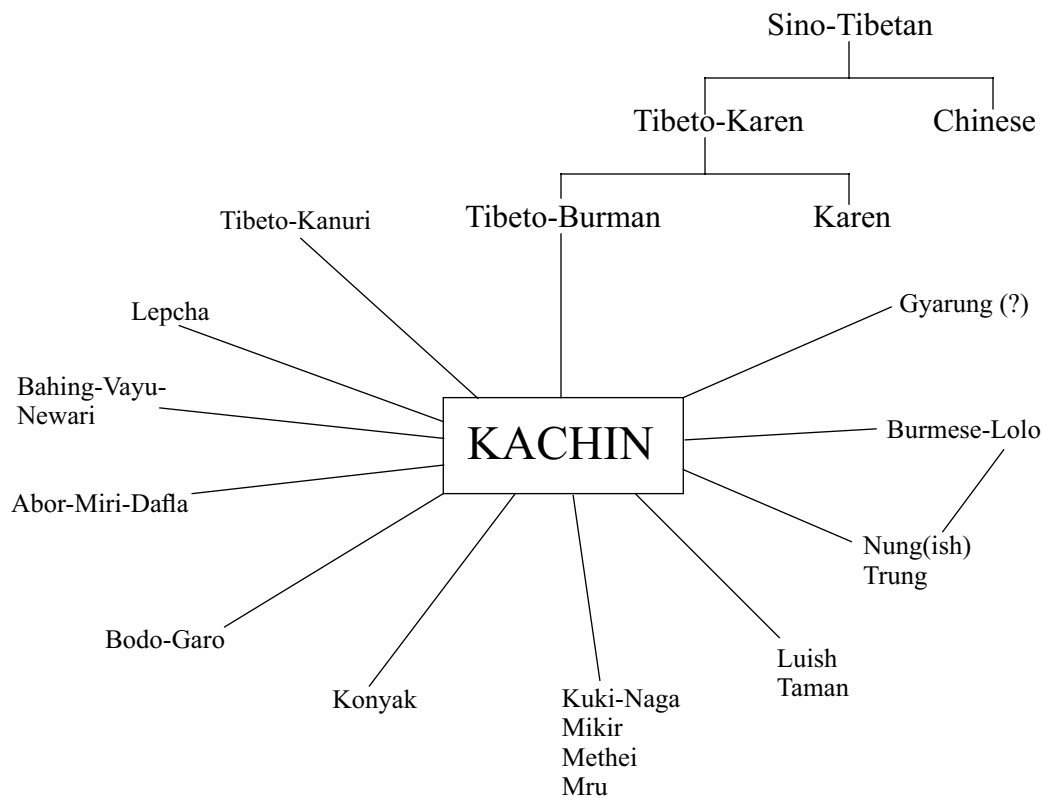 Sino-Tibetan
Tibeto-Karen
Chinese
Tibeto-Kanuri
Tibeto-Burman
Karen
Lepcha
Gyarung (?)
Bahing-Vayu-
Newari
KACHIN
Burmese-Lolo
Abor-Miri-Dafla
Nung(ish)
Trung
Bodo-Garo
Luish
Taman
Konyak
Kuki-Naga
Mikir
Methei
Mru